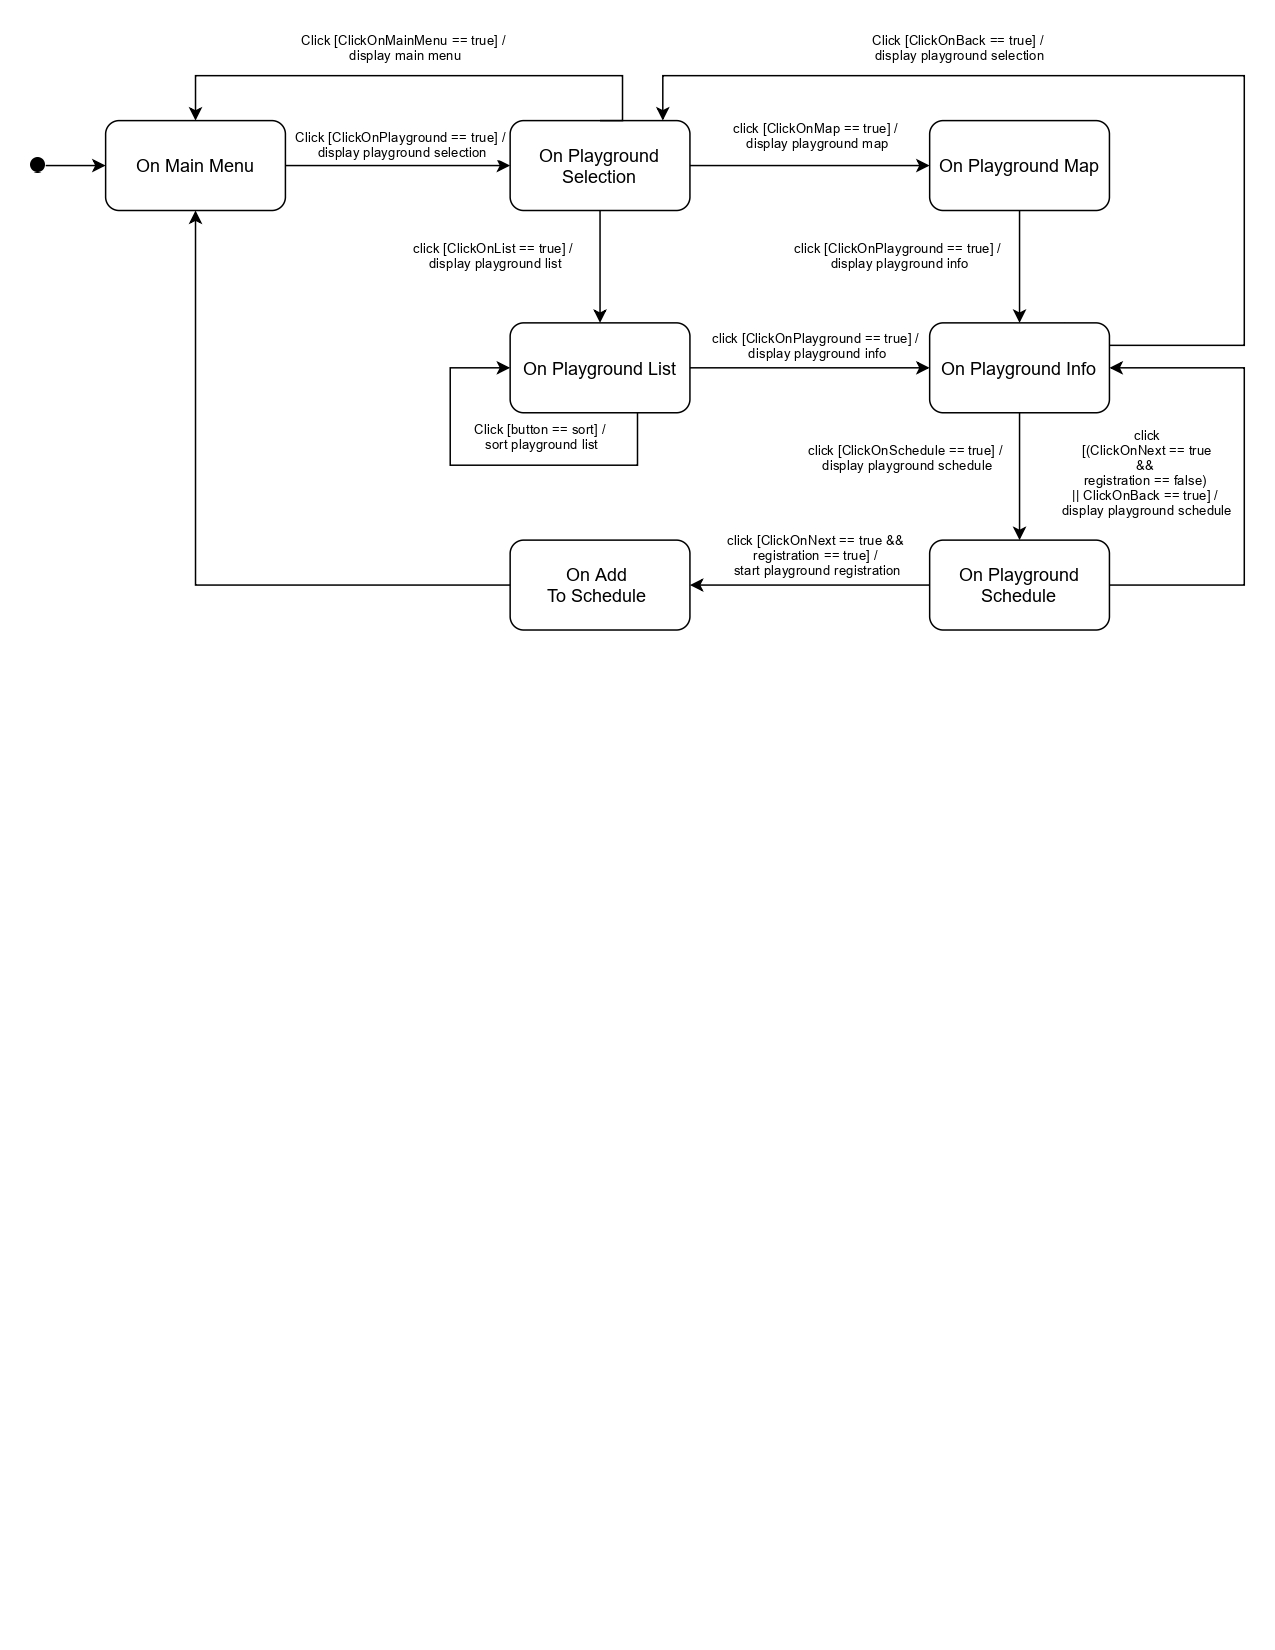 Click [ClickOnMainMenu == true] /
display main menu
Click [ClickOnBack == true] /
display playground selection
On Main Menu
Click [ClickOnPlayground == true] /
display playground selection
On Playground
Selection
click [ClickOnMap == true] /
display playground map
On Playground Map
click [ClickOnList == true] /
display playground list
click [ClickOnPlayground == true] /
display playground info
On Playground List
click [ClickOnPlayground == true] /
display playground info
On Playground Info
Click [button == sort] /
sort playground list
click [ClickOnSchedule == true] /
display playground schedule
click
[(ClickOnNext == true
&&
registration == false)
|| ClickOnBack == true] /
display playground schedule
On Add
To Schedule
click [ClickOnNext == true &&
registration == true] /
start playground registration
On Playground
Schedule